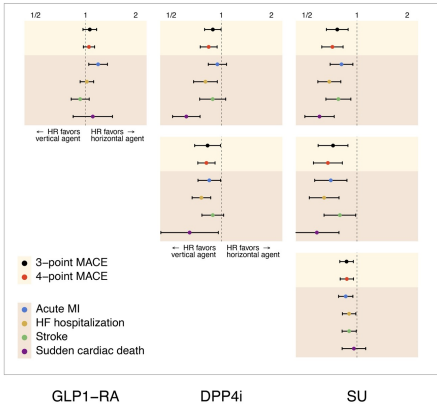 1/2 1 2 1/2 1 2 1/2 1 2
← HR favors HR favors →
vertical agent horizontal agent
← HR favors HR favors →
vertical agent horizontal agent
3−point MACE
4−point MACE
Acute MI
HF hospitalization
Stroke
Sudden cardiac death
GLP1−RA DPP4i SU